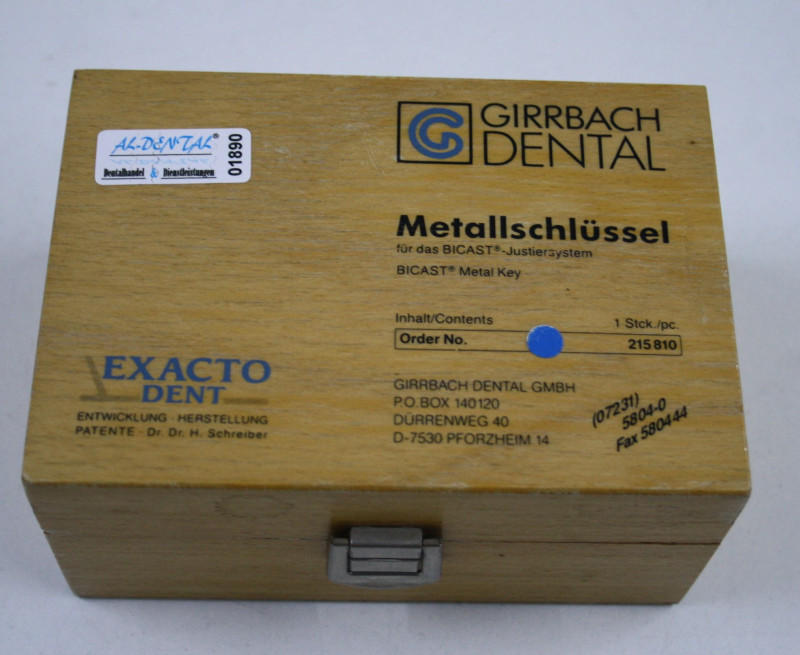 AL-DENTAL®
Dentalhandel & Dienstleistungen
01890
GIRRBACH
DENTAL
Metallschlüssel
für das BICAST®-Justiersystem
BICAST® Metal Key
Inhalt/Contents 1 Stck./pc.
Order No. 215 810
GIRRBACH DENTAL GMBH
P.O.BOX 140120
DÜRRENWEG 40
D-7530 PFORZHEIM 14
(07231)
5804-0
Fax 580444
EXACTO
DENT
ENTWICKLUNG · HERSTELLUNG
PATENTE · Dr. Dr. H. Schreiber